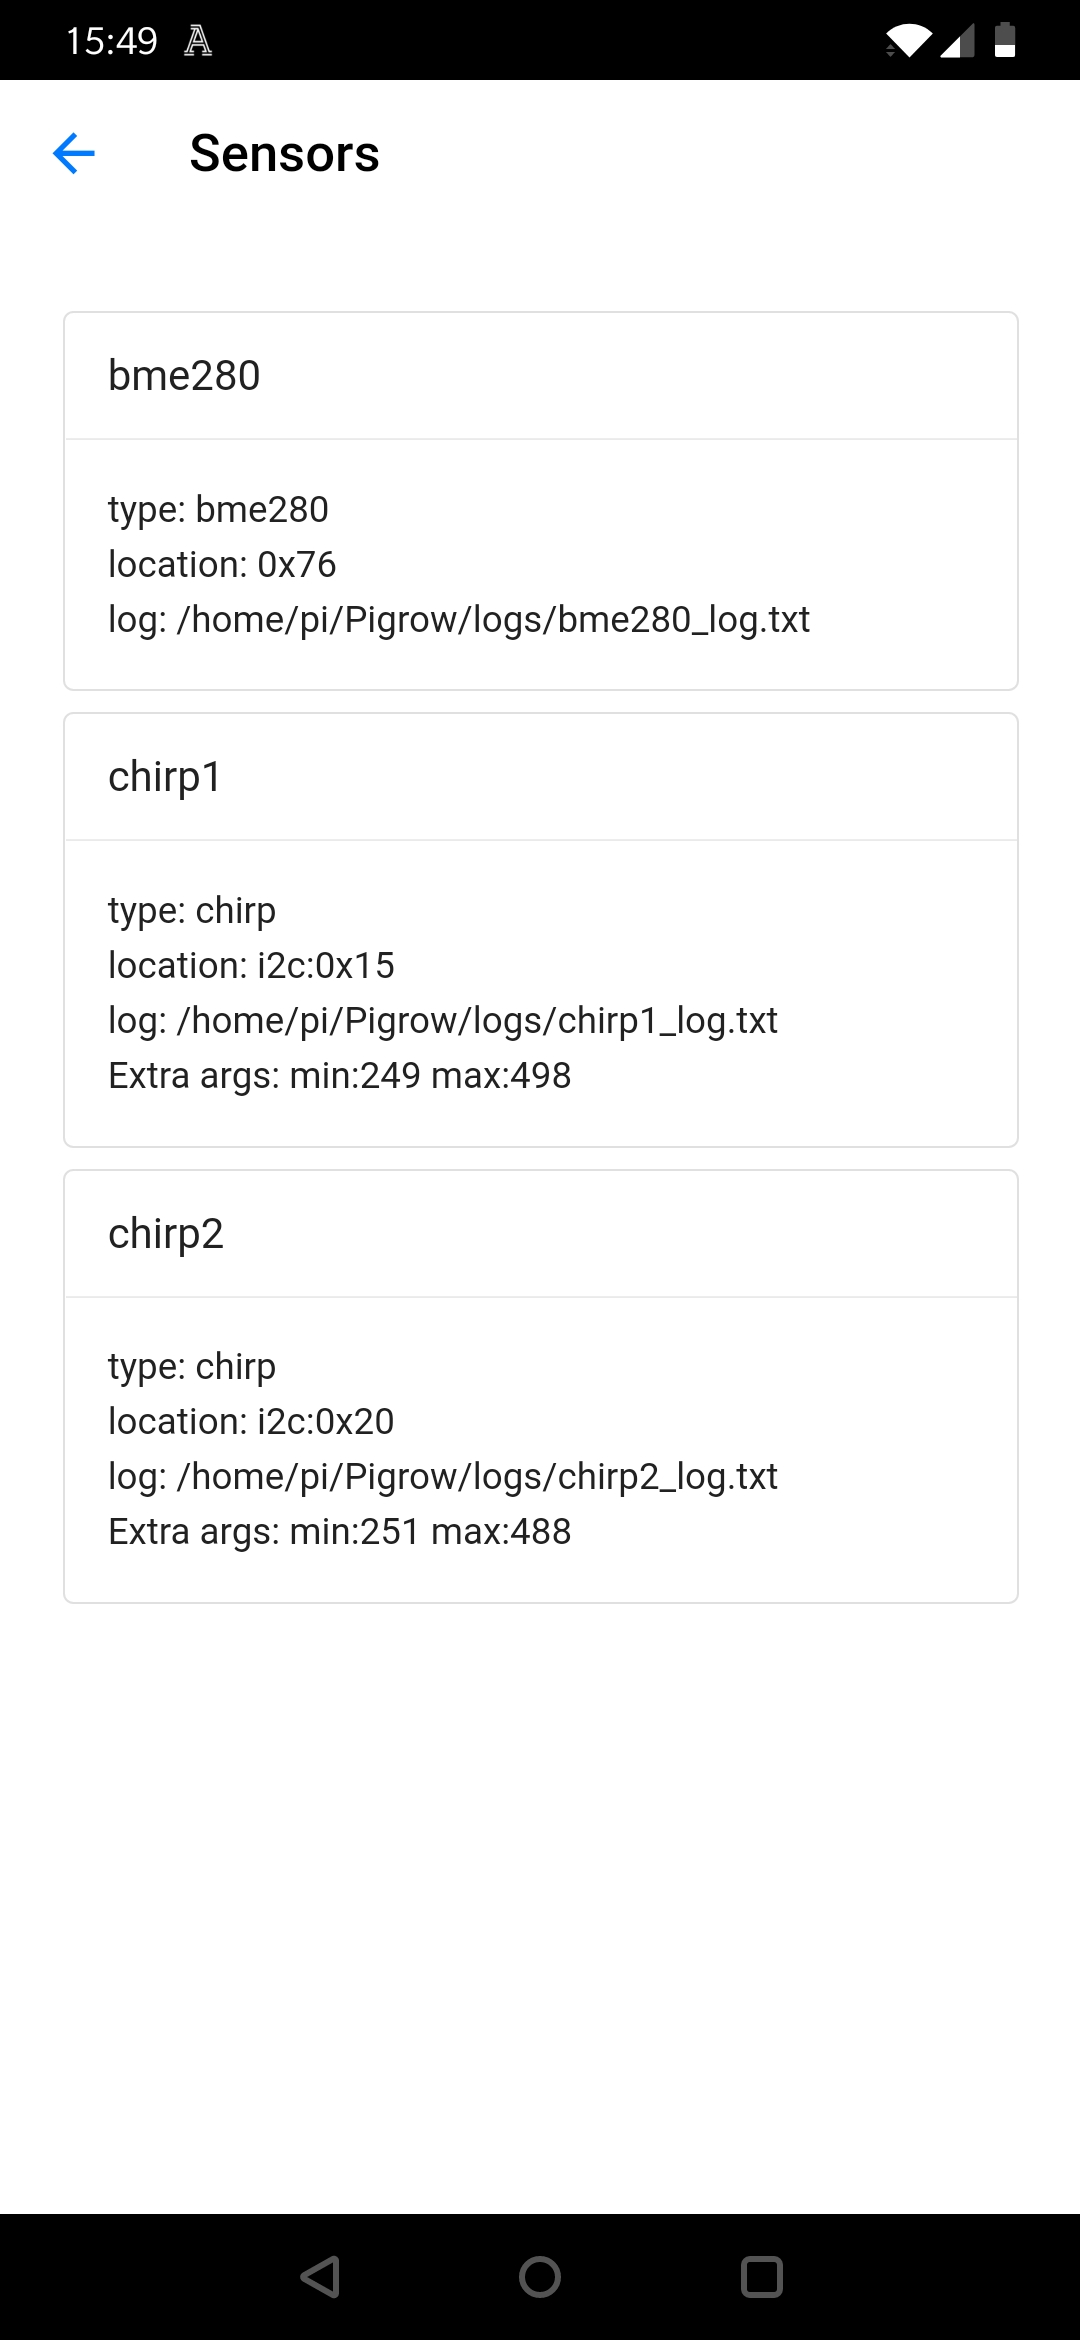 15:49 A
Sensors
bme280
type: bme280
location: 0x76
log: /home/pi/Pigrow/logs/bme280_log.txt
chirp1
type: chirp
location: i2c:0x15
log: /home/pi/Pigrow/logs/chirp1_log.txt
Extra args: min:249 max:498
chirp2
type: chirp
location: i2c:0x20
log: /home/pi/Pigrow/logs/chirp2_log.txt
Extra args: min:251 max:488